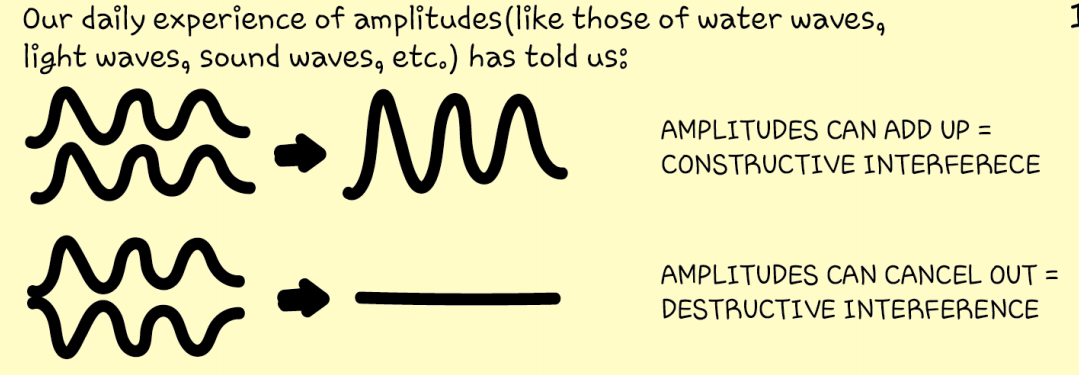 Our daily experience of amplitudes(like those of water waves,
light waves, sound waves, etc.) has told us:
AMPLITUDES CAN ADD UP =
CONSTRUCTIVE INTERFERECE
AMPLITUDES CAN CANCEL OUT =
DESTRUCTIVE INTERFERENCE